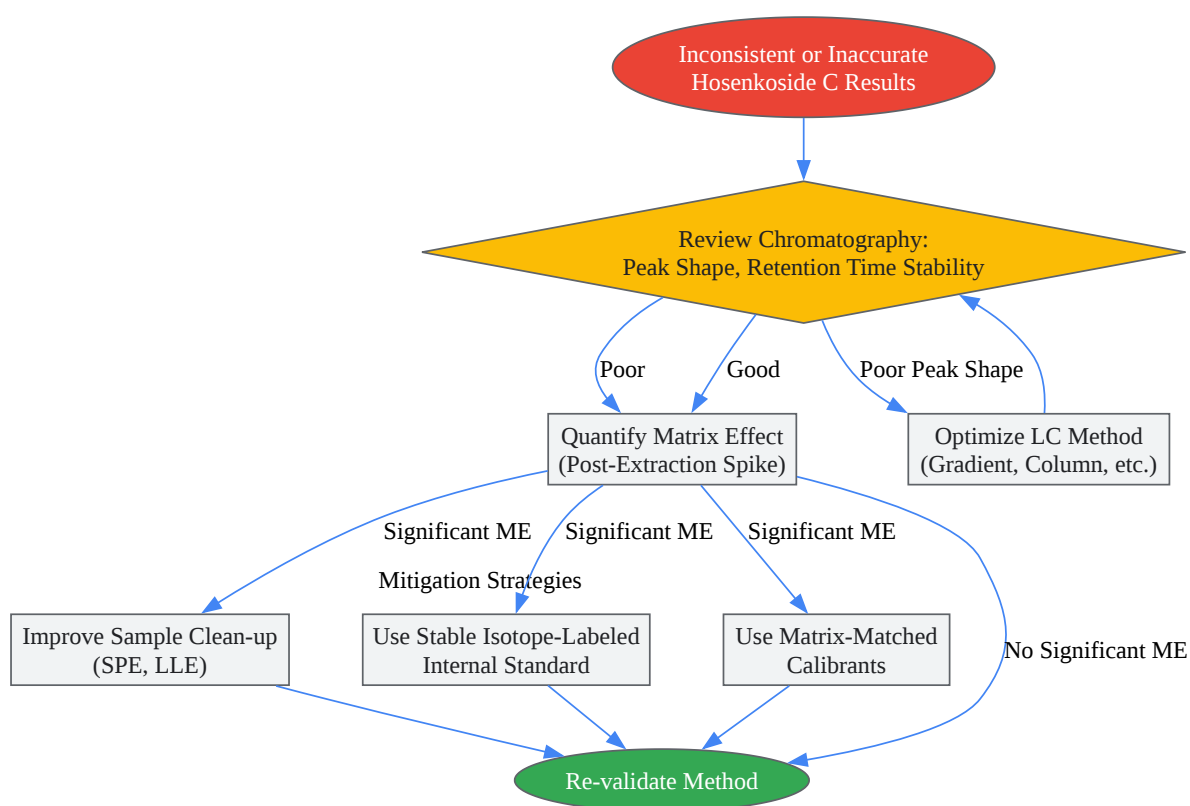 Inconsistent or Inaccurate
Hosenkoside C Results
Review Chromatography:
Peak Shape, Retention Time Stability
Poor
Good
Poor Peak Shape
Quantify Matrix Effect
(Post-Extraction Spike)
Optimize LC Method
(Gradient, Column, etc.)
Significant ME
Significant ME
Significant ME
Mitigation Strategies
Improve Sample Clean-up
(SPE, LLE)
Use Stable Isotope-Labeled
Internal Standard
Use Matrix-Matched
Calibrants
No Significant ME
Re-validate Method